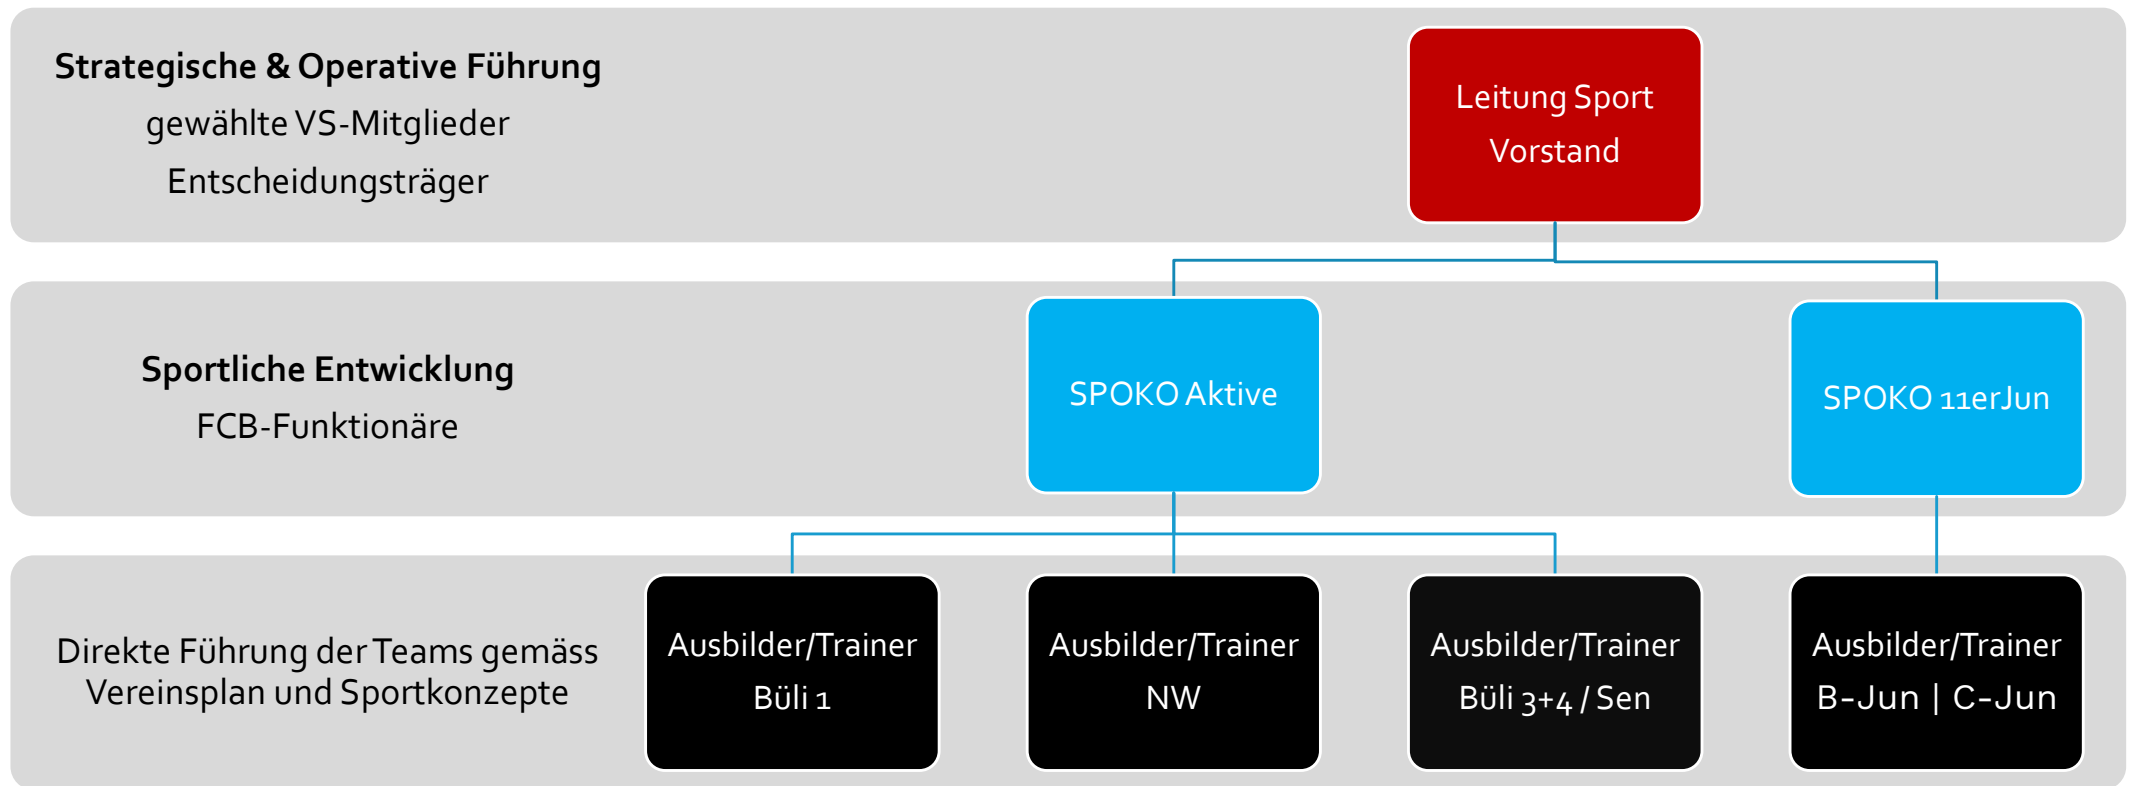 Strategische & Operative Führung
gewählte VS-Mitglieder
Entscheidungsträger
Leitung Sport
Vorstand
Sportliche Entwicklung
FCB-Funktionäre
SPOKO Aktive
SPOKO 11erJun
Direkte Führung der Teams gemäss
Vereinsplan und Sportkonzepte
Ausbilder/Trainer
Büli 1
Ausbilder/Trainer
NW
Ausbilder/Trainer
Büli 3+4 / Sen
Ausbilder/Trainer
B-Jun | C-Jun